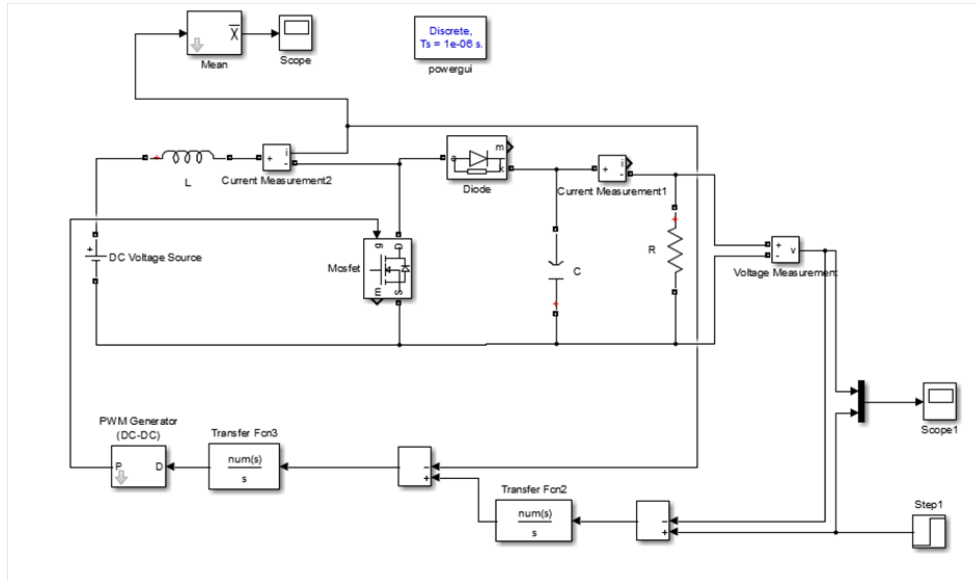 X
Mean
Scope
Discrete,
Ts = 1e-06 s.
powergui
L
+
i
-
Current Measurement2
a
m
k
Diode
+
i
-
Current Measurement1
+
DC Voltage Source
Mosfet
g
D
m
S
C
R
+
-
v
Voltage Measurement
PWM Generator
(DC-DC)
P
D
Transfer Fcn3
num(s)
s
-
+
Transfer Fcn2
num(s)
s
-
+
Scope1
Step1